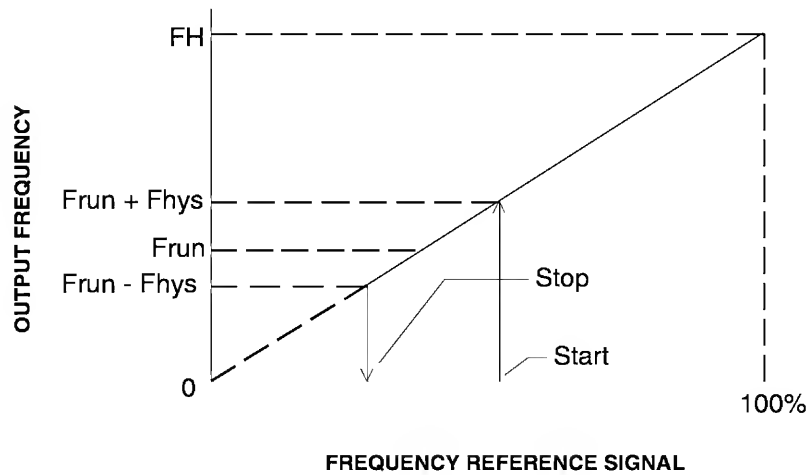 FH
OUTPUT FREQUENCY
Frun + Fhys
Frun
Frun - Fhys
Stop
Start
0
100%
FREQUENCY REFERENCE SIGNAL